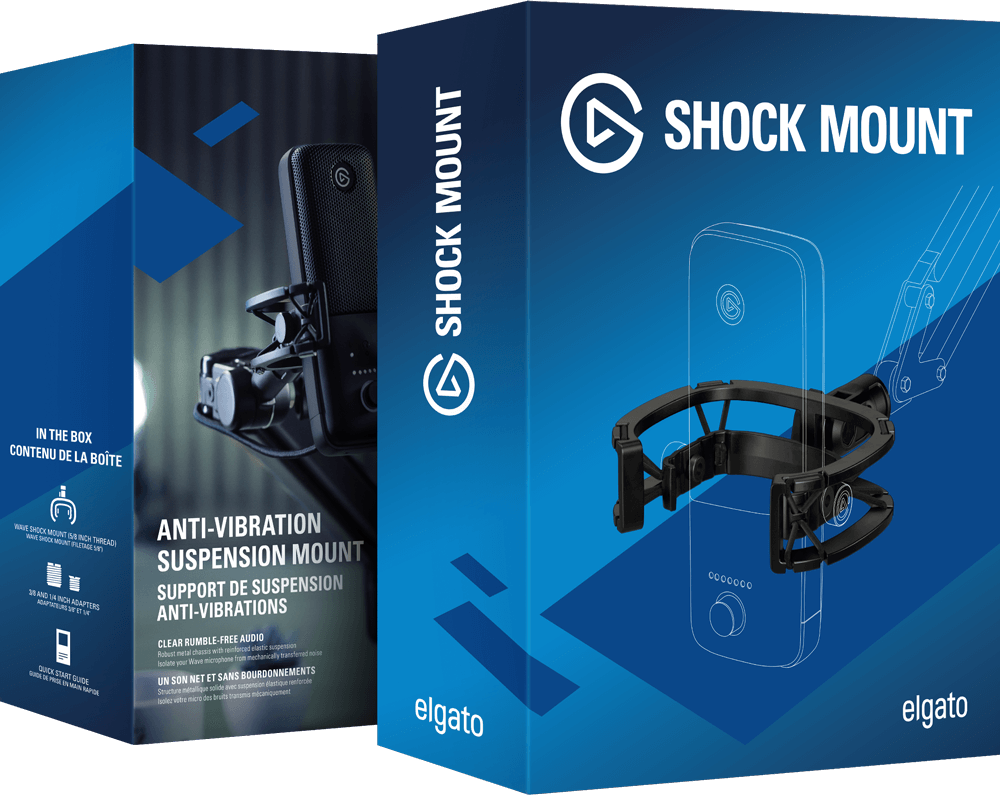 IN THE BOX
CONTENU DE LA BOÎTE
WAVE SHOCK MOUNT (5/8 INCH THREAD)
WAVE SHOCK MOUNT (FILETAGE 5/8")
3/8 AND 1/4 INCH ADAPTERS
ADAPTATEURS 3/8" ET 1/4"
QUICK START GUIDE
GUIDE DE PRISE EN MAIN RAPIDE
ANTI-VIBRATION
SUSPENSION MOUNT
SUPPORT DE SUSPENSION
ANTI-VIBRATIONS
CLEAR RUMBLE-FREE AUDIO
Robust metal chassis with reinforced elastic suspension
Isolate your Wave microphone from mechanically transferred noise
UN SON NET ET SANS BOURDONNEMENTS
Structure métallique solide avec suspension élastique renforcée
Isolez votre micro des bruits transmis mécaniquement
SHOCK MOUNT
elgato
SHOCK MOUNT
elgato